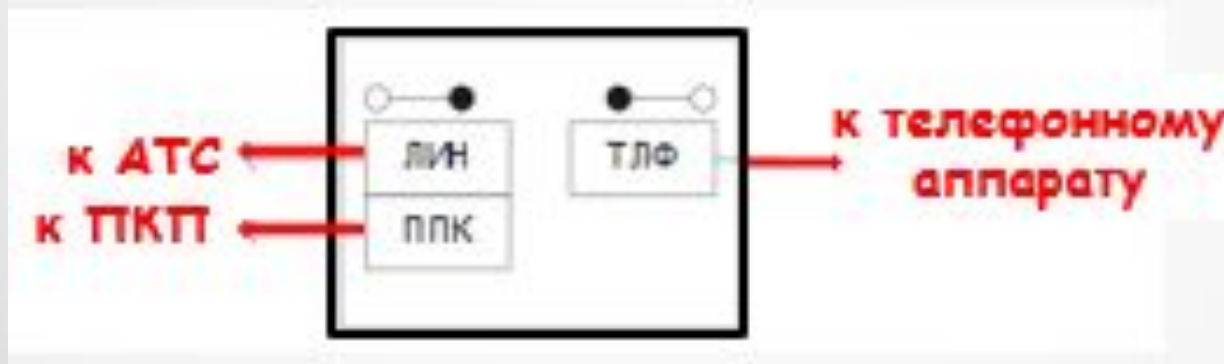 к АТС
к ПКП
ЛИН
ППК
ТЛФ
к телефонному
аппарату